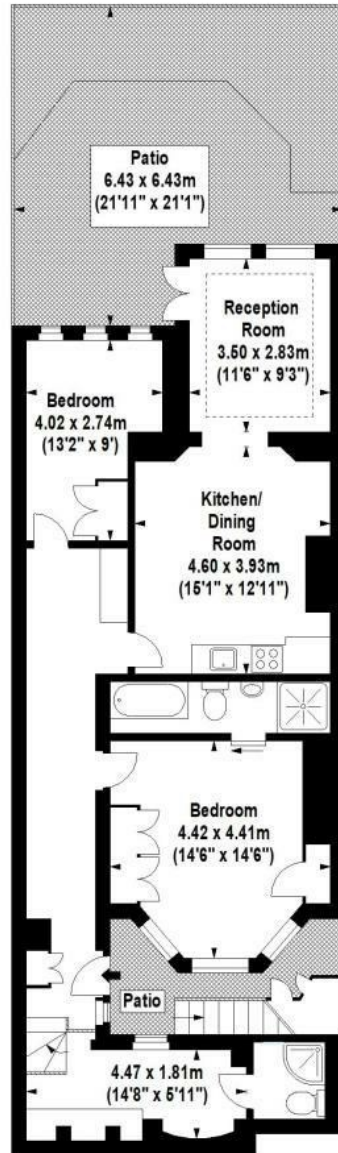 Patio
6.43 x 6.43m
(21'11" x 21'1")
Reception
Room
3.50 x 2.83m
(11'6" x 9'3")
Bedroom
4.02 x 2.74m
(13'2" x 9')
Kitchen/
Dining
Room
4.60 x 3.93m
(15'1" x 12'11")
Bedroom
4.42 x 4.41m
(14'6" x 14'6")
Patio
4.47 x 1.81m
(14'8" x 5'11")